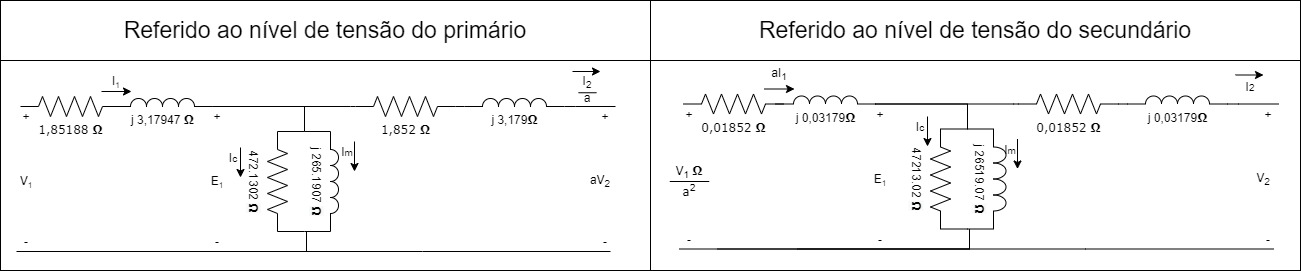 Referido ao nível de tensão do primário
I1
I2
a
+
1,85188 Ω
j 3,17947 Ω
+
1,852 Ω
j 3,179Ω
+
Ic
472.1302 Ω
j 265.1907 Ω
Im
V1
E1
aV2
-
-
-
Referido ao nível de tensão do secundário
aI1
I2
+
0,01852 Ω
j 0,03179Ω
+
0,01852 Ω
j 0,03179Ω
+
Ic
47213.02 Ω
j 26519.07 Ω
Im
V1 Ω
a2
E1
V2
-
-
-